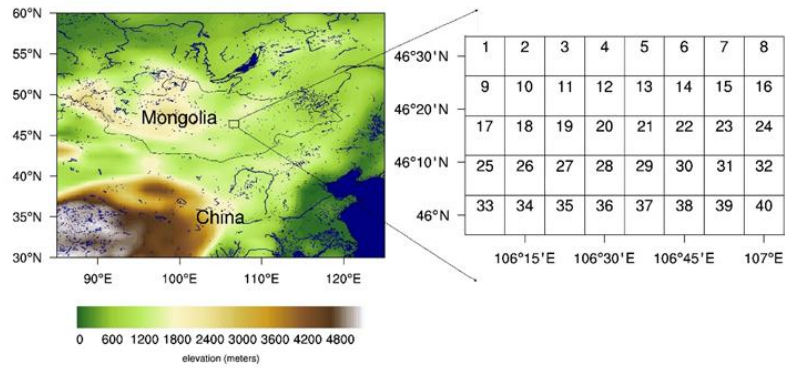 60°N
55°N
50°N
45°N
40°N
35°N
30°N
Mongolia
China
90°E 100°E 110°E 120°E
0 600 1200 1800 2400 3000 3600 4200 4800
elevation (meters)
46°30'N
46°20'N
46°10'N
46°N
1 2 3 4 5 6 7 8
9 10 11 12 13 14 15 16
17 18 19 20 21 22 23 24
25 26 27 28 29 30 31 32
33 34 35 36 37 38 39 40
106°15'E 106°30'E 106°45'E 107°E